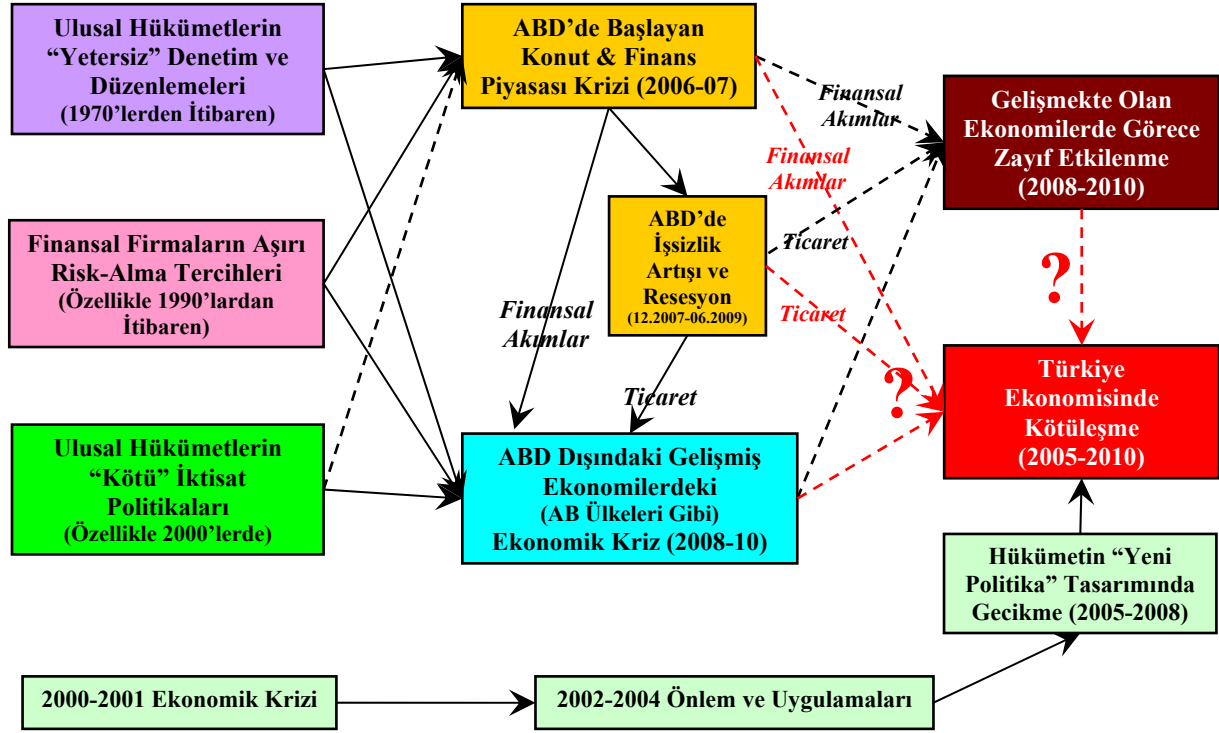 Ulusal Hükümetlerin
“Yetersiz” Denetim ve
Düzenlemeleri
(1970’lerden İtibaren)
ABD’de Başlayan
Konut & Finans
Piyasası Krizi (2006-07)
Finansal
Akımlar
Gelişmekte Olan
Ekonomilerde Görece
Zayıf Etkilenme
(2008-2010)
Finansal
Akımlar
Finansal Firmaların Aşırı
Risk-Alma Tercihleri
(Özellikle 1990’lardan
İtibaren)
ABD’de
İşsizlik
Artışı ve
Resesyon
(12.2007-06.2009)
Ticaret
?
Finansal
Akımlar
Ticaret
?
Ticaret
Türkiye
Ekonomisinde
Kötüleşme
(2005-2010)
Ulusal Hükümetlerin
“Kötü” İktisat
Politikaları
(Özellikle 2000’lerde)
ABD Dışındaki Gelişmiş
Ekonomilerdeki
(AB Ülkeleri Gibi)
Ekonomik Kriz (2008-10)
Hükümetin “Yeni
Politika” Tasarımında
Gecikme (2005-2008)
2000-2001 Ekonomik Krizi
2002-2004 Önlem ve Uygulamaları